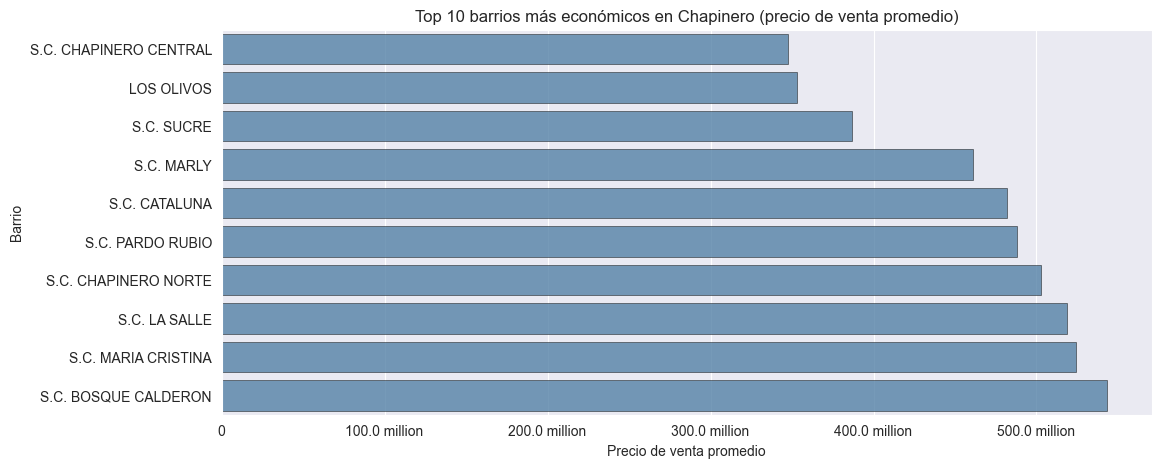 Top 10 barrios más económicos en Chapinero (precio de venta promedio)
S.C. CHAPINERO CENTRAL
LOS OLIVOS
S.C. SUCRE
S.C. MARLY
S.C. CATALUNA
S.C. PARDO RUBIO
S.C. CHAPINERO NORTE
S.C. LA SALLE
S.C. MARIA CRISTINA
S.C. BOSQUE CALDERON
Barrio
0 100.0 million 200.0 million 300.0 million 400.0 million 500.0 million
Precio de venta promedio